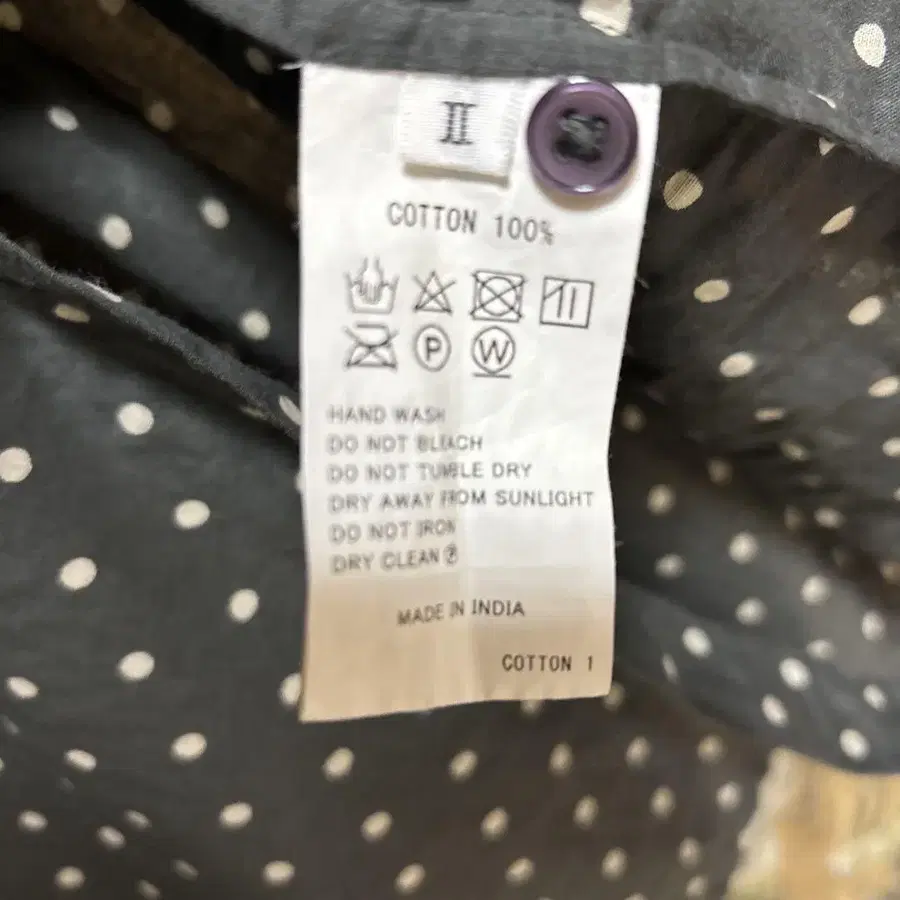 II
COTTON 100%
P W
HAND WASH
DO NOT BLEACH
DO NOT TUMBLE DRY
DRY AWAY FROM SUNLIGHT
DO NOT IRON
DRY CLEAN Ⓟ
MADE IN INDIA
COTTON 1